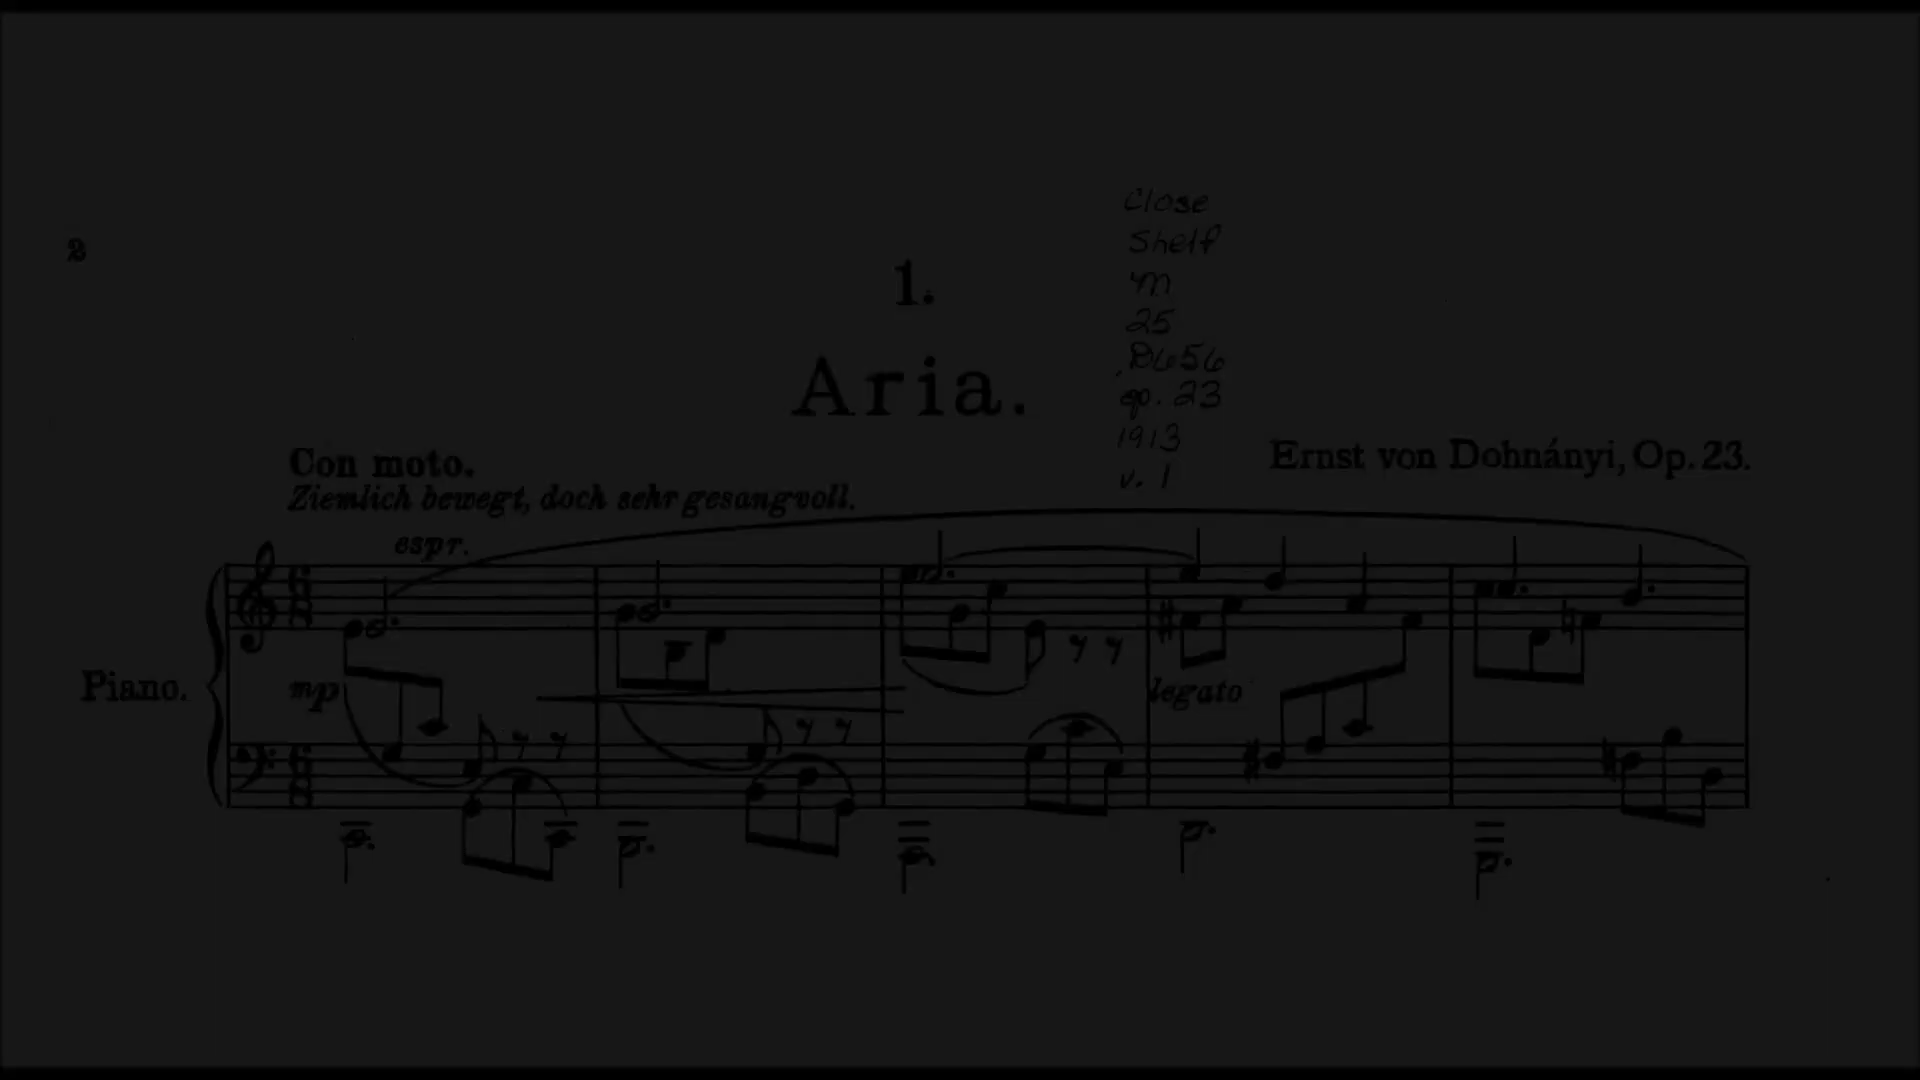 Close
Shelf
M
25
.D656
op. 23
1913
v. 1
2
1.
Aria.
Con moto.
Ernst von Dohnányi, Op. 23.
Ziemlich bewegt, doch sehr gesangvoll.
espr.
Piano.
mp
legato